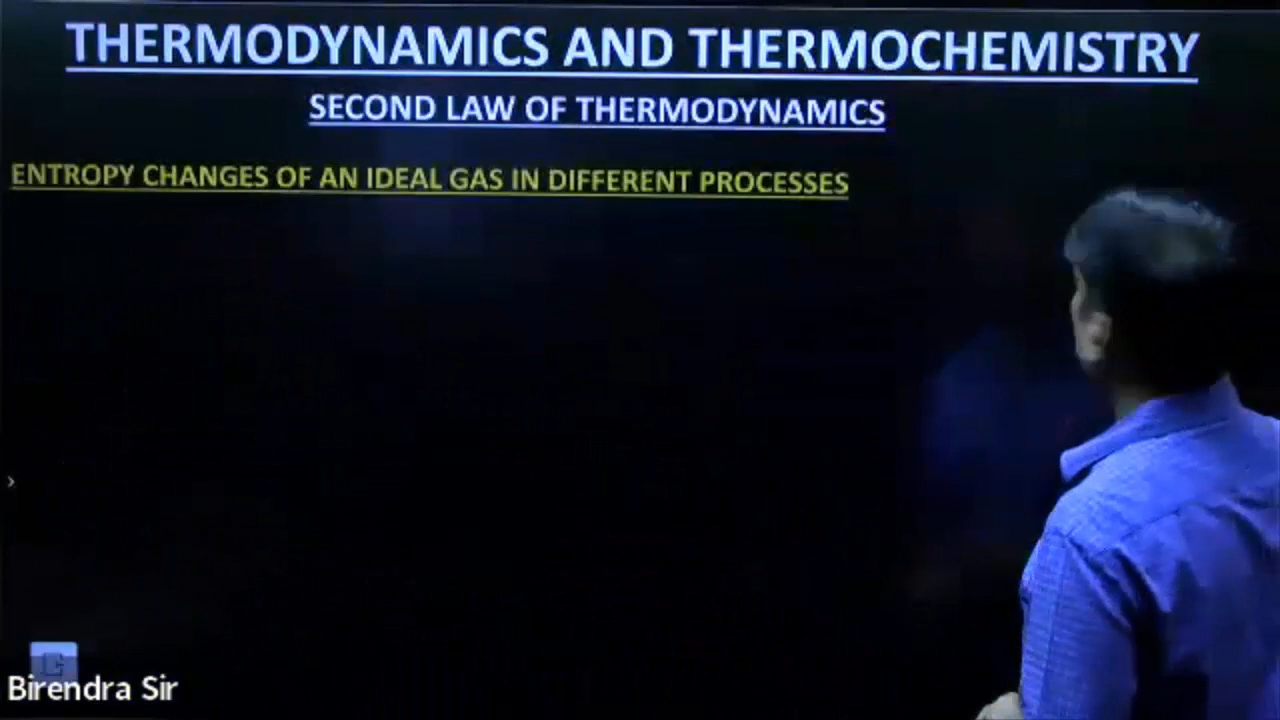 THERMODYNAMICS AND THERMOCHEMISTRY
SECOND LAW OF THERMODYNAMICS
ENTROPY CHANGES OF AN IDEAL GAS IN DIFFERENT PROCESSES
Birendra Sir